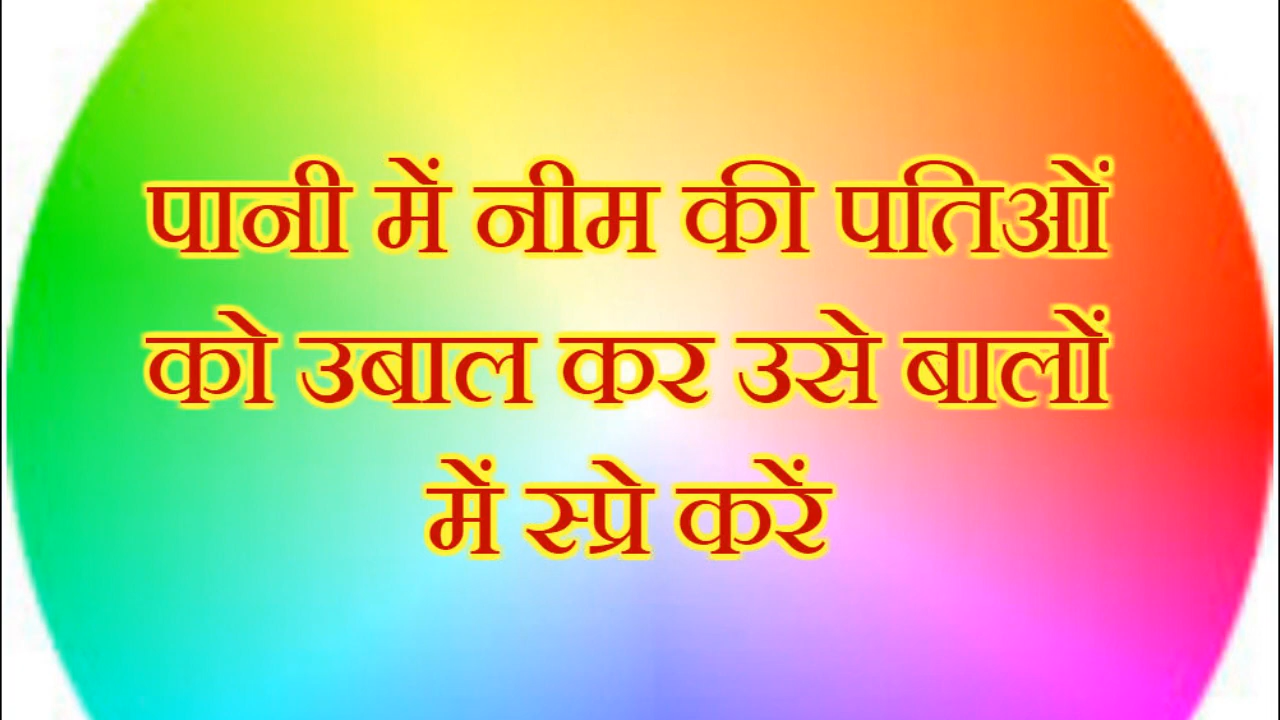 पानी में नीम की पतिओं
को उबाल कर उसे बालों
में स्प्रे करें